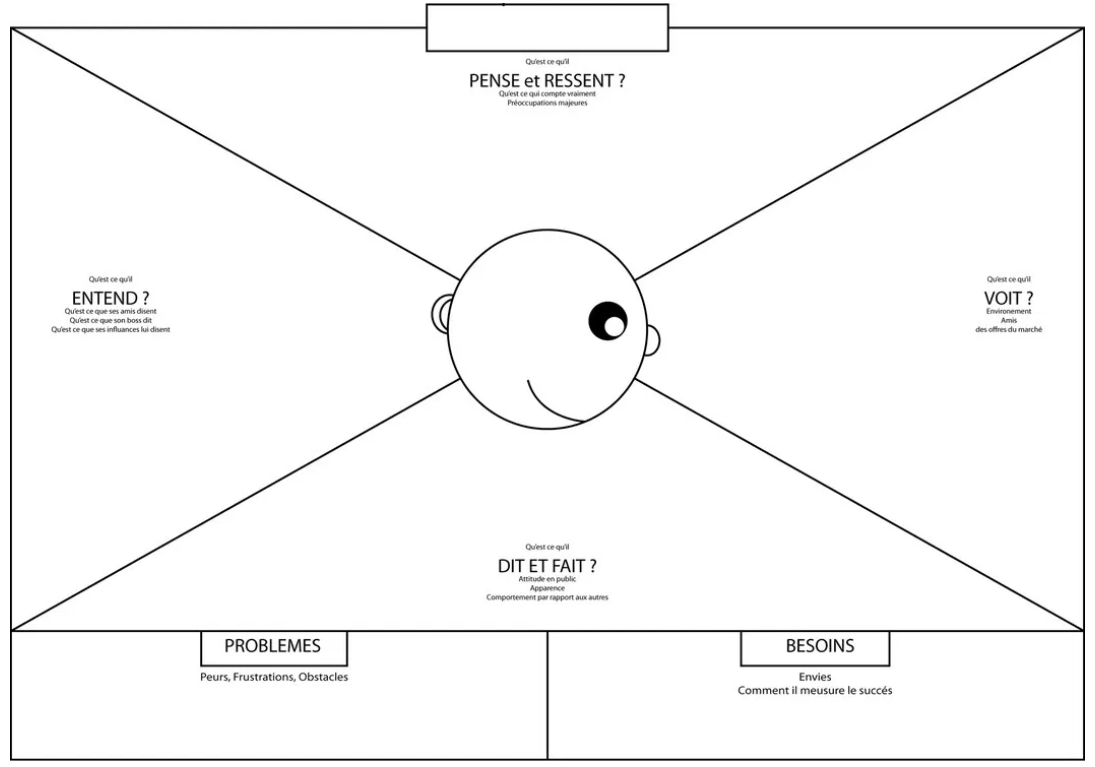 Qu'est ce qu'il
PENSE et RESSENT ?
Qu'est ce qui compte vraiment
Préoccupations majeures
Qu'est ce qu'il
ENTEND ?
Qu'est ce que ses amis disent
Qu'est ce que son boss dit
Qu'est ce que ses influances lui disent
Qu'est ce qu'il
VOIT ?
Environement
Amis
des offres du marché
Qu'est ce qu'il
DIT ET FAIT ?
Attitude en public
Apparence
Comportement par rapport aux autres
PROBLEMES
Peurs, Frustrations, Obstacles
BESOINS
Envies
Comment il meusure le succés